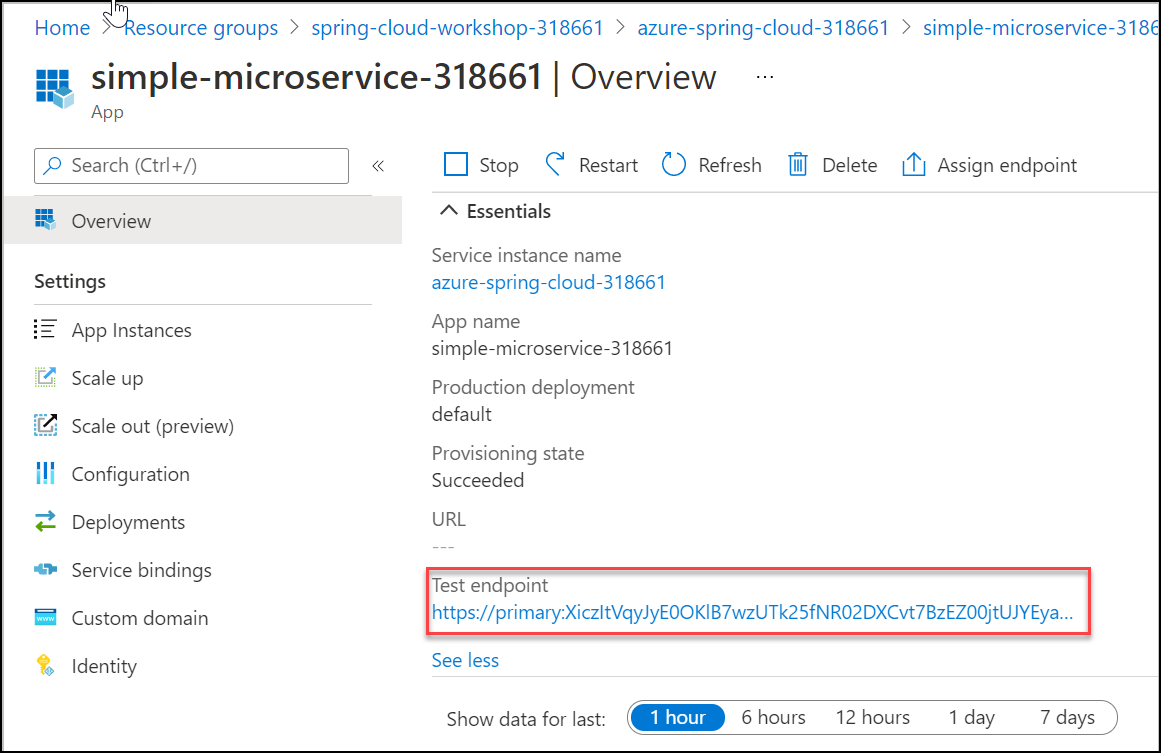 Home > Resource groups > spring-cloud-workshop-318661 > azure-spring-cloud-318661 > simple-microservice-3186
simple-microservice-318661 | Overview ...
App
Search (Ctrl+/) «
Stop Restart Refresh Delete Assign endpoint
Overview
Settings
App Instances
Scale up
Scale out (preview)
Configuration
Deployments
Service bindings
Custom domain
Identity
Essentials
Service instance name
azure-spring-cloud-318661
App name
simple-microservice-318661
Production deployment
default
Provisioning state
Succeeded
URL
---
Test endpoint
https://primary:XiczItVqyJyE0OKlB7wzUTk25fNR02DXCvt7BzEZ00jtUJYEya...
See less
Show data for last: 1 hour 6 hours 12 hours 1 day 7 days
www